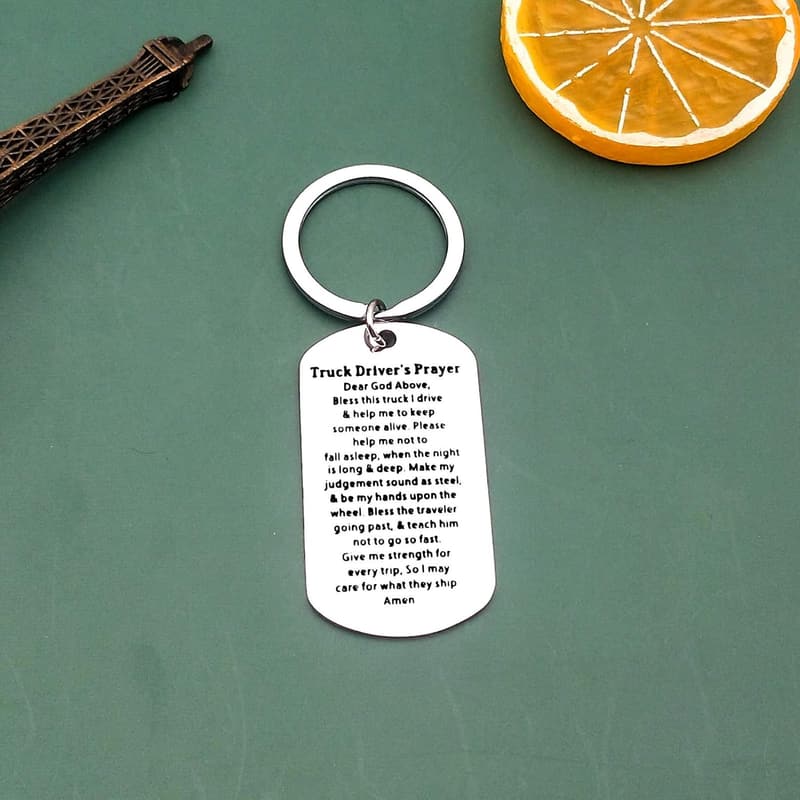 Truck Driver's Prayer
Dear God Above,
Bless this truck I drive
& help me to keep
someone alive. Please
help me not to
fall asleep, when the night
is long & deep. Make my
judgement sound as steel,
& be my hands upon the
wheel. Bless the traveler
going past, & teach him
not to go so fast.
Give me strength for
every trip, So I may
care for what they ship
Amen